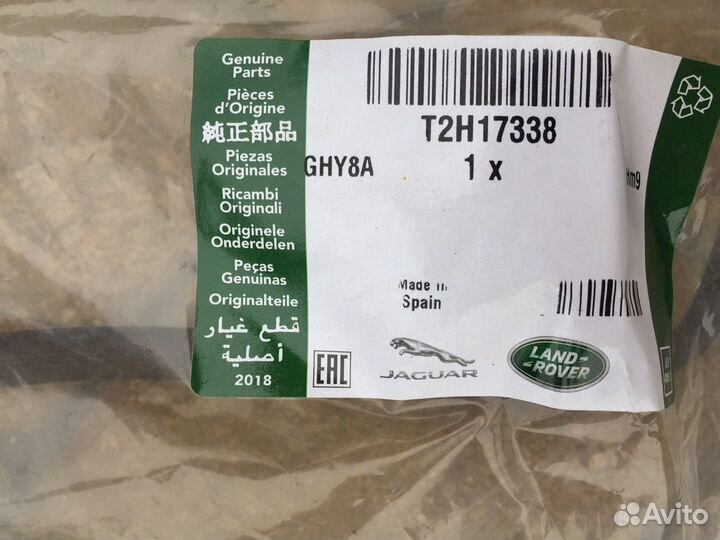 Genuine
Parts
Pièces
d'Origine
純正部品
Piezas
Originales
Ricambi
Originali
Originele
Onderdelen
Peças
Genuinas
Originalteile
قطع غيار
أصلية
2018
T2H17338
GHY8A
1 x
Made in
Spain
EAC
JAGUAR
LAND
ROVER
Avito